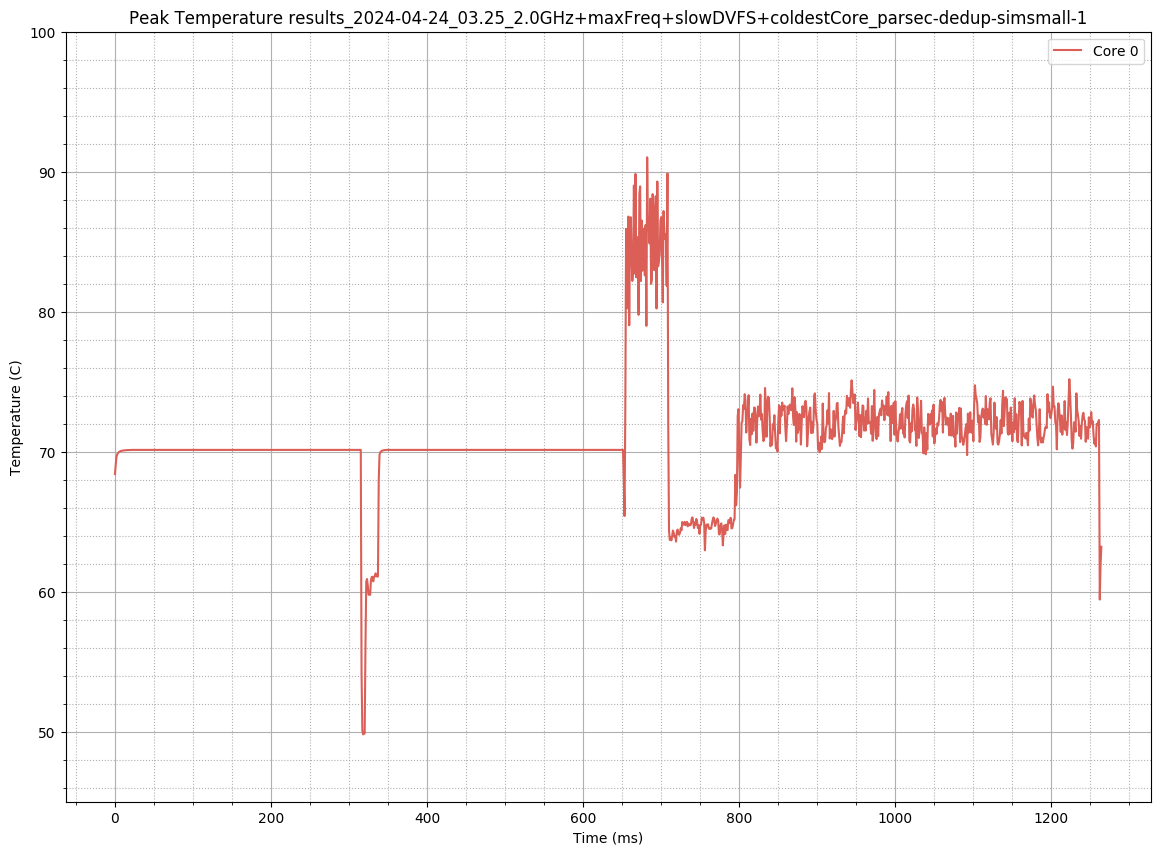 Peak Temperature results_2024-04-24_03.25_2.0GHz+maxFreq+slowDVFS+coldestCore_parsec-dedup-simsmall-1
Core 0
100
90
80
70
60
50
Temperature (C)
0 200 400 600 800 1000 1200
Time (ms)